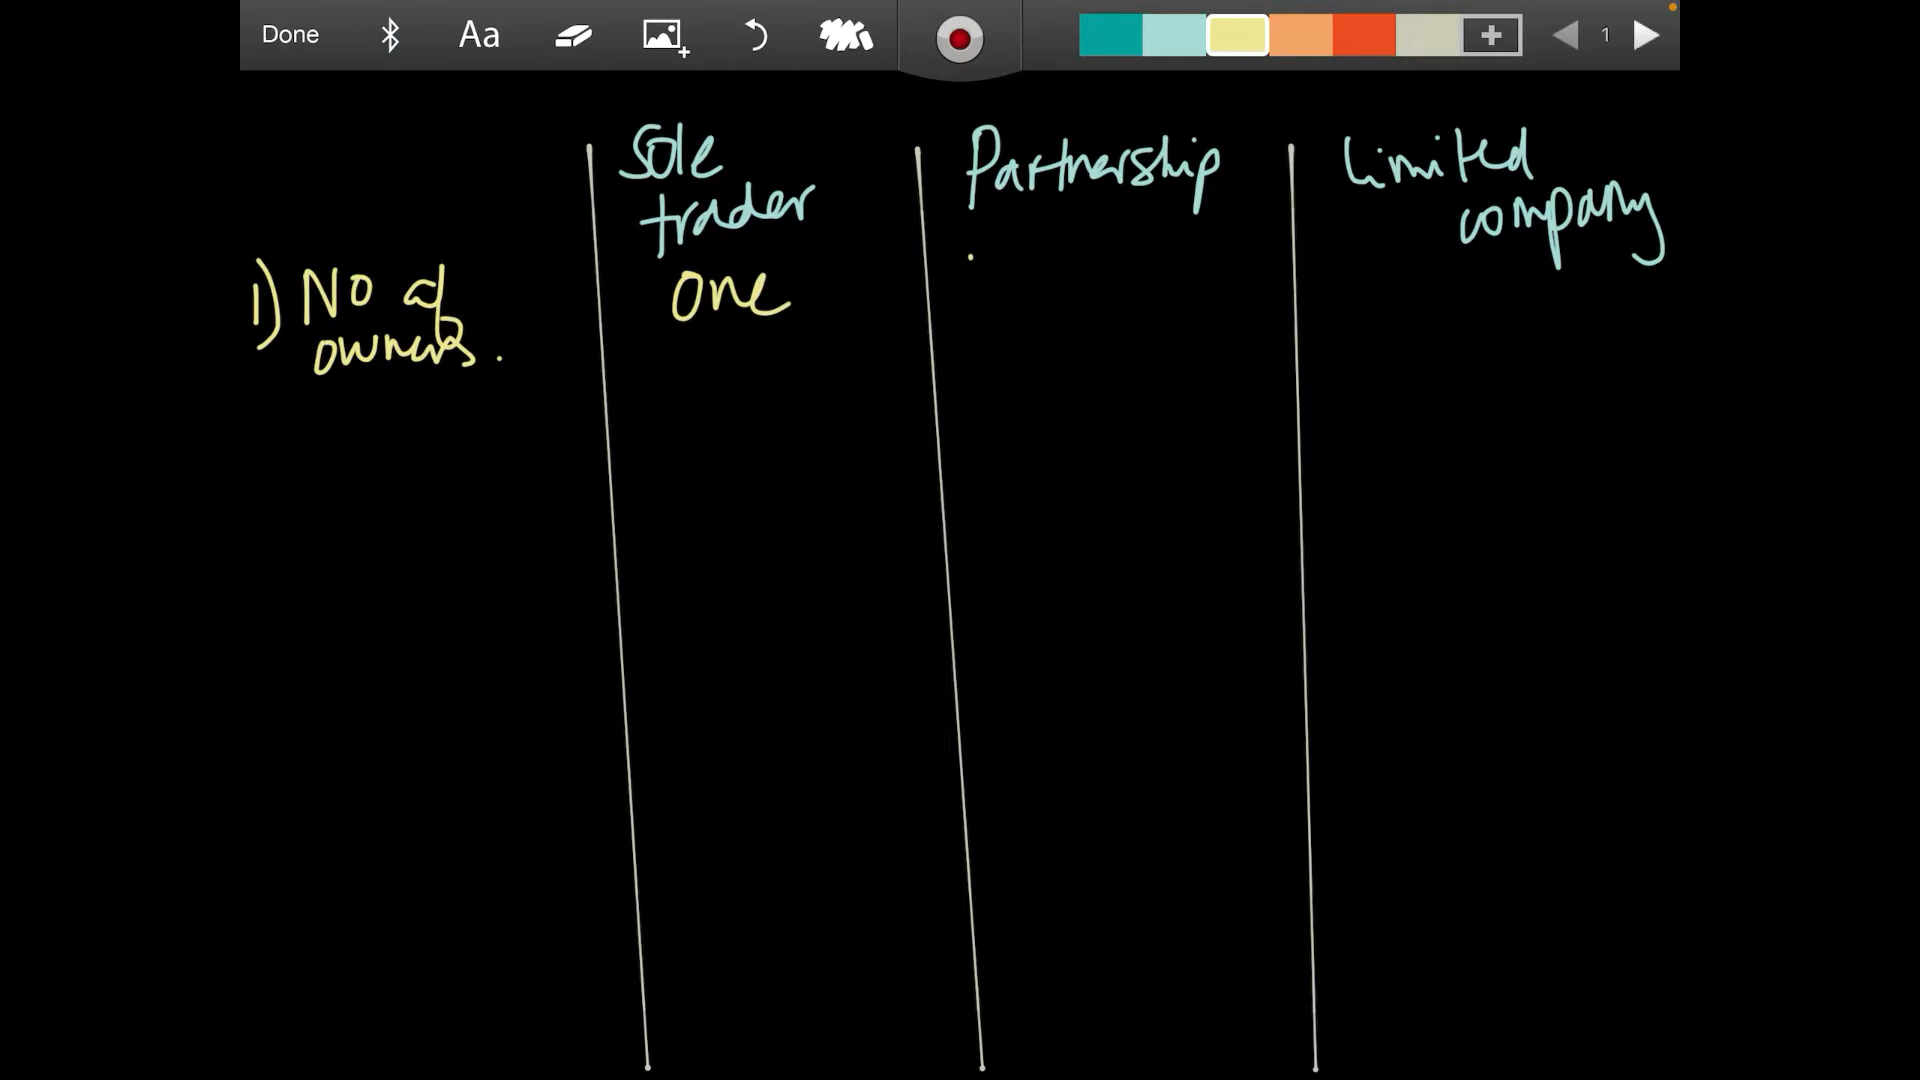 Done Aa 1
Sole Partnership Limited
trader company
1) No of one
owners.